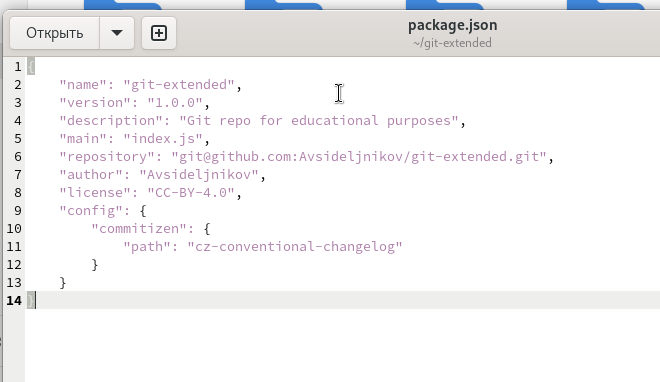 Открыть
package.json
~/git-extended
1 {
2     "name": "git-extended",
3     "version": "1.0.0",
4     "description": "Git repo for educational purposes",
5     "main": "index.js",
6     "repository": "git@github.com:Avsideljnikov/git-extended.git",
7     "author": "Avsideljnikov",
8     "license": "CC-BY-4.0",
9     "config": {
10         "commitizen": {
11             "path": "cz-conventional-changelog"
12         }
13     }
14 }